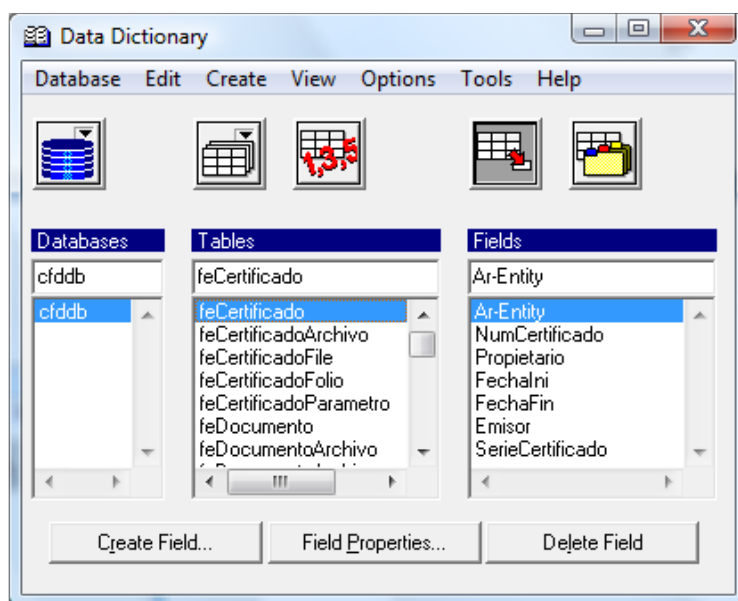 Data Dictionary
Database Edit Create View Options Tools Help
1,3,5
Databases Tables Fields
cfddb feCertificado Ar-Entity
cfddb
feCertificado
feCertificadoArchivo
feCertificadoFile
feCertificadoFolio
feCertificadoParametro
feDocumento
feDocumentoArchivo
Ar-Entity
NumCertificado
Propietario
FechaIni
FechaFin
Emisor
SerieCertificado
Create Field... Field Properties... Delete Field